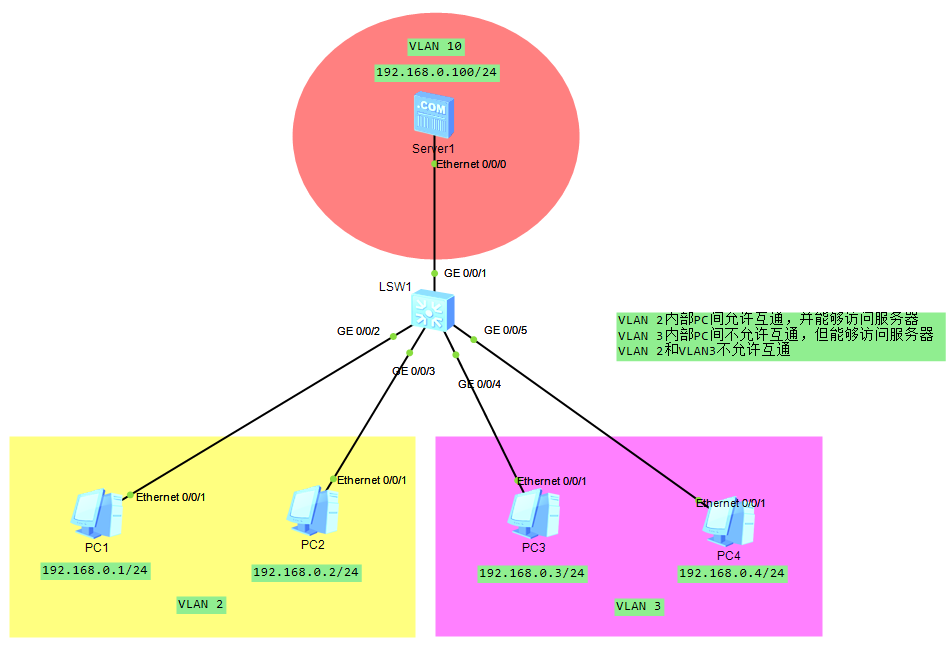 VLAN 10
192.168.0.100/24
.COM
Server1
Ethernet 0/0/0
GE 0/0/1
LSW1
GE 0/0/2
GE 0/0/5
GE 0/0/3
GE 0/0/4
VLAN 2内部PC间允许互通，并能够访问服务器
VLAN 3内部PC间不允许互通，但能够访问服务器
VLAN 2和VLAN3不允许互通
Ethernet 0/0/1
Ethernet 0/0/1
Ethernet 0/0/1
Ethernet 0/0/1
PC1
PC2
PC3
PC4
192.168.0.1/24
192.168.0.2/24
192.168.0.3/24
192.168.0.4/24
VLAN 2
VLAN 3